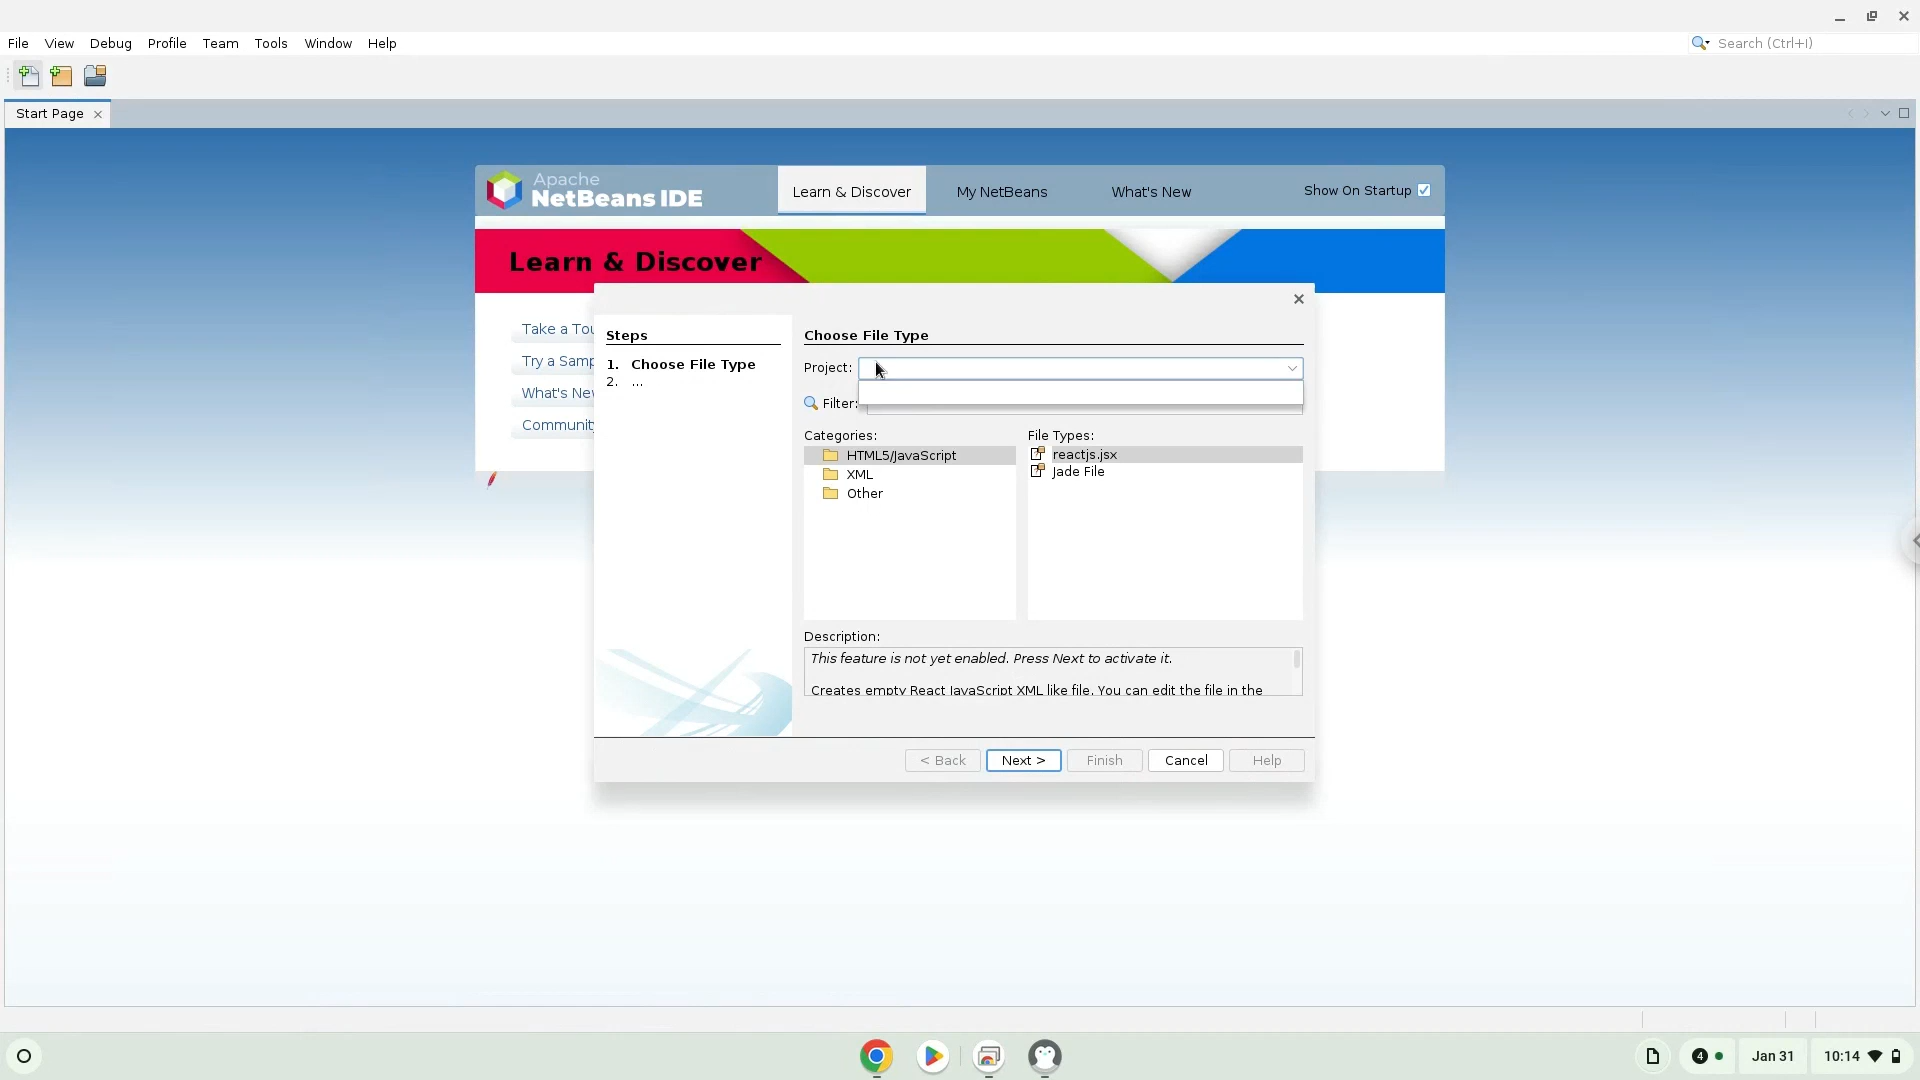 File View Debug Profile Team Tools Window Help
Search (Ctrl+I)
Start Page
Apache
NetBeans IDE
Learn & Discover
My NetBeans
What's New
Show On Startup
Learn & Discover
Take a Tou
Try a Samp
What's Nev
Community
Steps
1. Choose File Type
2. ...
Choose File Type
Project:
Filter:
Categories:
HTML5/JavaScript
XML
Other
File Types:
reactjs.jsx
Jade File
Description:
This feature is not yet enabled. Press Next to activate it.
Creates empty React JavaScript XML like file. You can edit the file in the
< Back
Next >
Finish
Cancel
Help
4
Jan 31
10:14